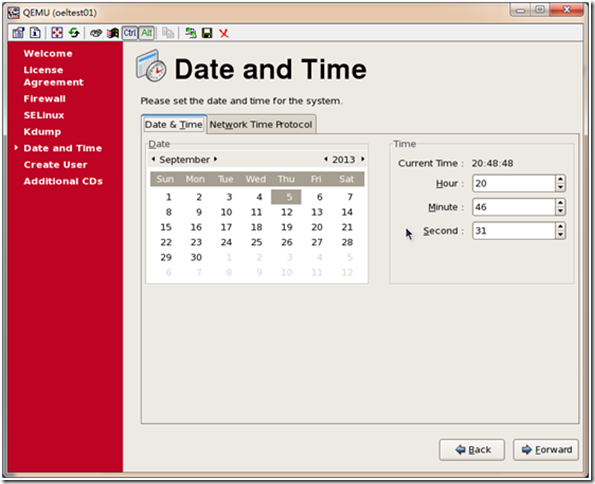 QEMU (oeltest01)
Ctrl Alt
Welcome
License
Agreement
Firewall
SELinux
Kdump
Date and Time
Create User
Additional CDs
Date and Time
Please set the date and time for the system.
Date & Time Network Time Protocol
Date
September 2013
Sun Mon Tue Wed Thu Fri Sat
1 2 3 4 5 6 7
8 9 10 11 12 13 14
15 16 17 18 19 20 21
22 23 24 25 26 27 28
29 30 1 2 3 4 5
6 7 8 9 10 11 12
Time
Current Time : 20:48:48
Hour : 20
Minute : 46
Second : 31
Back Forward